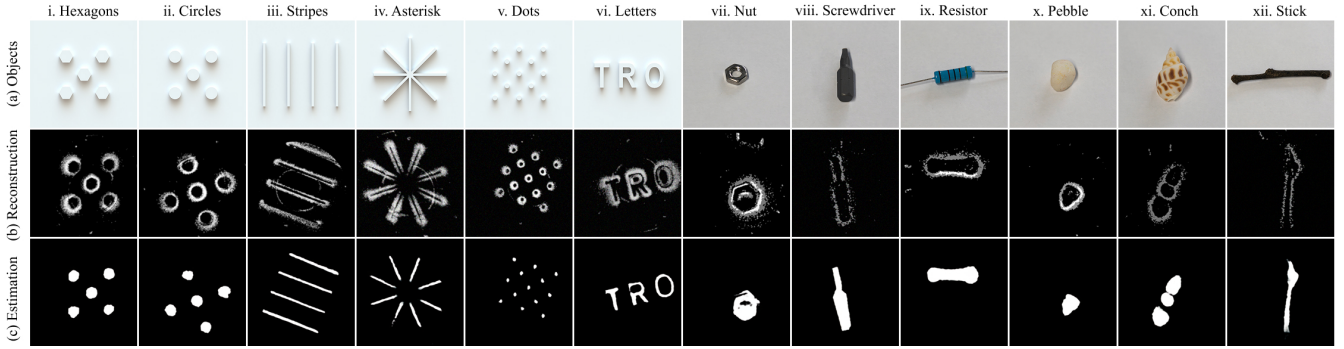 i. Hexagons ii. Circles iii. Stripes iv. Asterisk v. Dots vi. Letters vii. Nut viii. Screwdriver ix. Resistor x. Pebble xi. Conch xii. Stick
(a) Objects
TRO
(b) Reconstruction
TRO
(c) Estimation
TRO